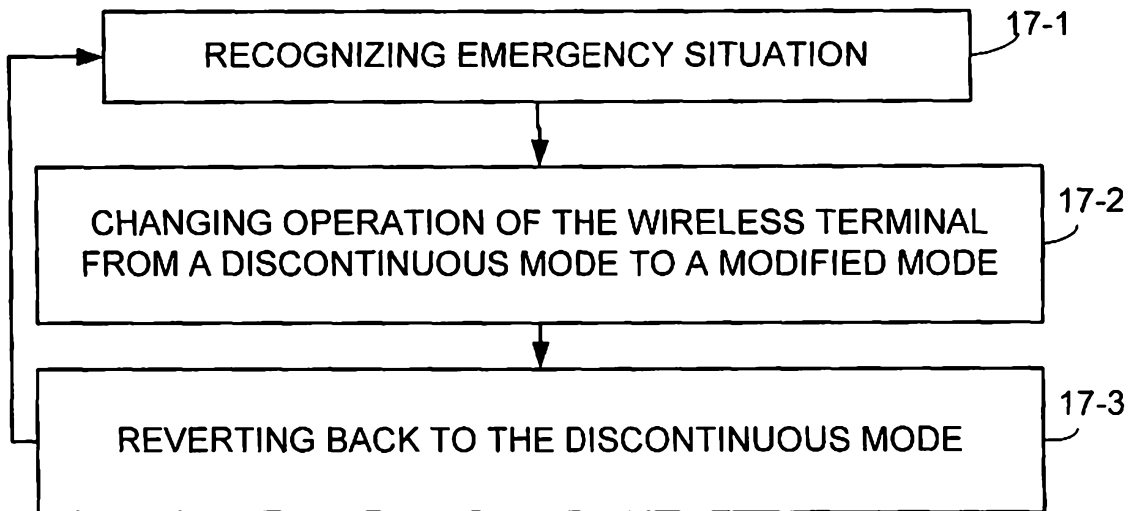 17-1
RECOGNIZING EMERGENCY SITUATION
17-2
CHANGING OPERATION OF THE WIRELESS TERMINAL
FROM A DISCONTINUOUS MODE TO A MODIFIED MODE
17-3
REVERTING BACK TO THE DISCONTINUOUS MODE